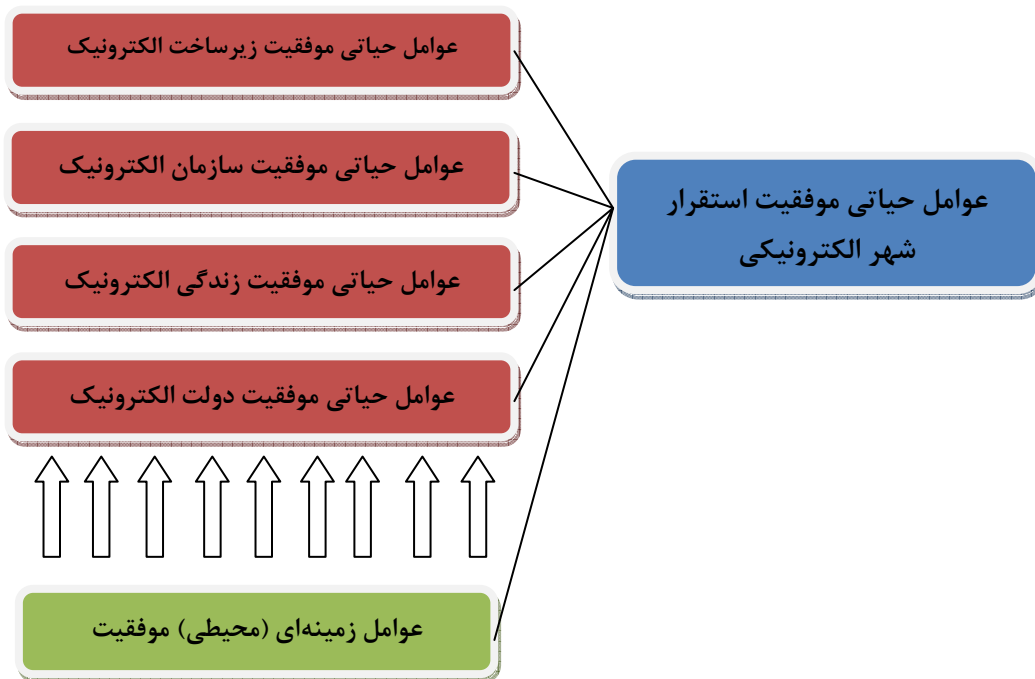 عوامل حیاتی موفقیت استقرار
شهر الکترونیکی
عوامل حیاتی موفقیت زیرساخت الکترونیک
عوامل حیاتی موفقیت سازمان الکترونیک
عوامل حیاتی موفقیت زندگی الکترونیک
عوامل حیاتی موفقیت دولت الکترونیک
عوامل زمینه‌ای (محیطی) موفقیت